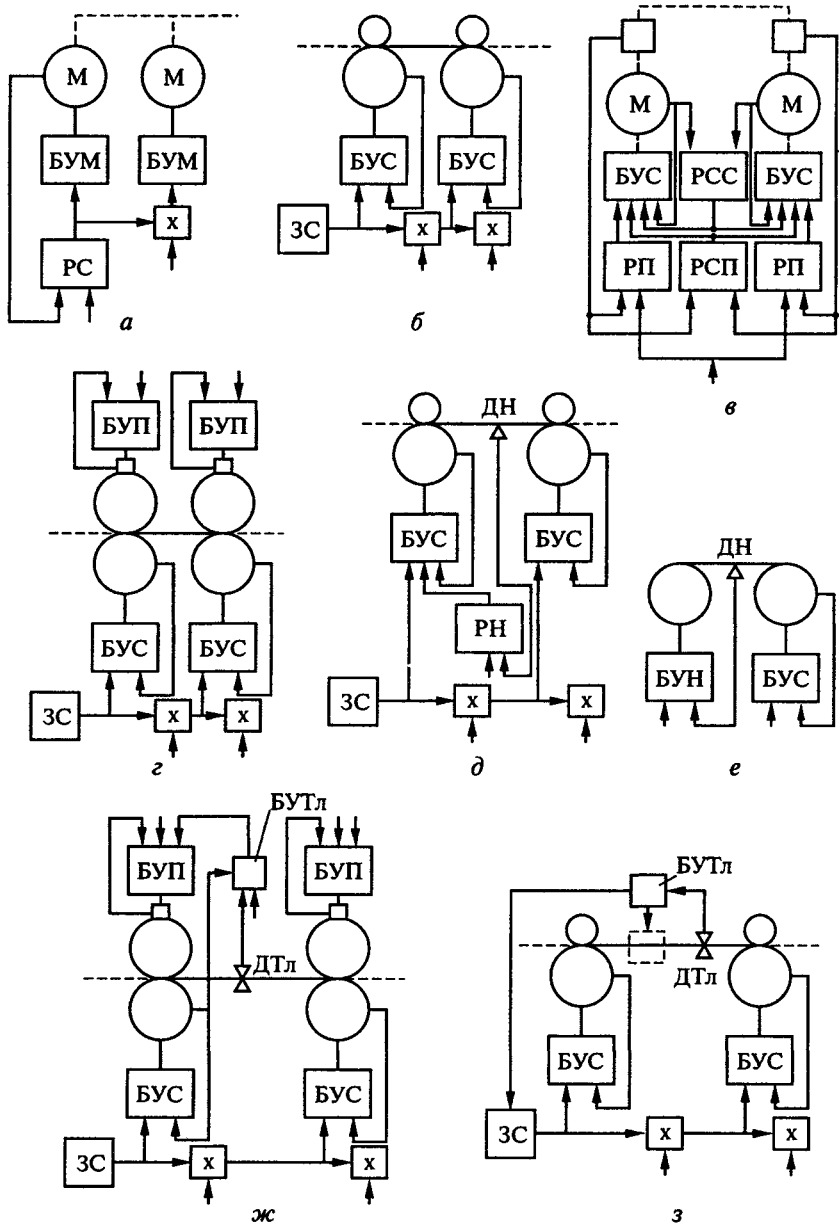 М М
БУМ БУМ
х
РС
а
БУС БУС
ЗС х х
б
М М
БУС РСС БУС
РП РСП РП
в
БУП БУП
БУС БУС
ЗС х х
г
ДН
БУС БУС
РН
ЗС х х
д
ДН
БУН БУС
е
БУТл
БУП БУП
ДТл
БУС БУС
ЗС х х
ж
БУТл
ДТл
БУС БУС
ЗС х х
з